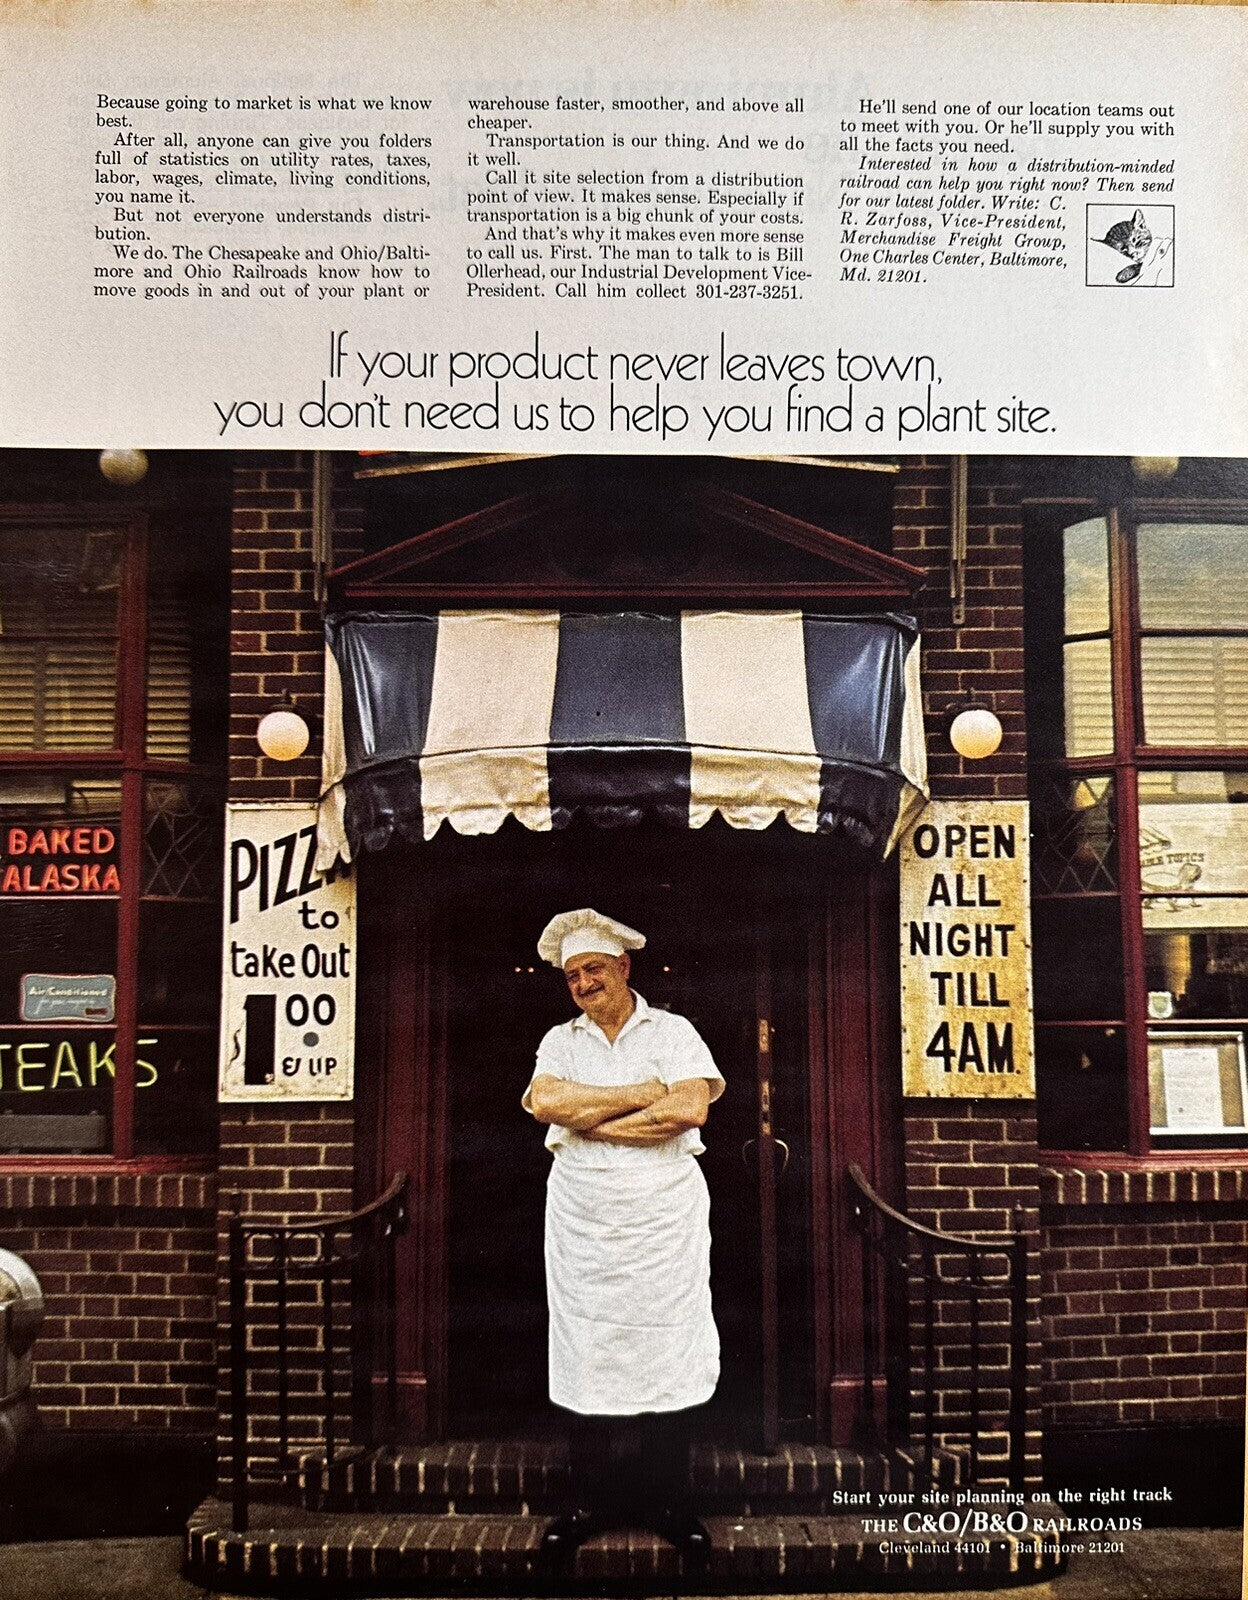 Because going to market is what we know
best.
After all, anyone can give you folders
full of statistics on utility rates, taxes,
labor, wages, climate, living conditions,
you name it.
But not everyone understands distri-
bution.
We do. The Chesapeake and Ohio/Balti-
more and Ohio Railroads know how to
move goods in and out of your plant or
warehouse faster, smoother, and above all
cheaper.
Transportation is our thing. And we do
it well.
Call it site selection from a distribution
point of view. It makes sense. Especially if
transportation is a big chunk of your costs.
And that's why it makes even more sense
to call us. First. The man to talk to is Bill
Ollerhead, our Industrial Development Vice-
President. Call him collect 301-237-3251.
He'll send one of our location teams out
to meet with you. Or he'll supply you with
all the facts you need.
Interested in how a distribution-minded
railroad can help you right now? Then send
for our latest folder. Write: C.
R. Zarfoss, Vice-President,
Merchandise Freight Group,
One Charles Center, Baltimore,
Md. 21201.
If your product never leaves town,
you don't need us to help you find a plant site.
BAKED
ALASKA
Air Conditioned
TEAKS
PIZZA
to
take Out
$1.00
& UP
OPEN
ALL
NIGHT
TILL
4AM.
TOPICS
Start your site planning on the right track
THE C&O/B&O RAILROADS
Cleveland 44101 • Baltimore 21201